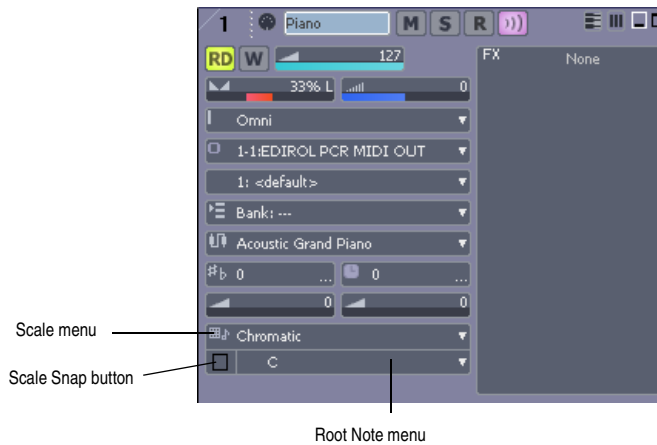 1 Piano M S R
RD W 127 FX None
33% L 0
Omni
1-1:EDIROL PCR MIDI OUT
1: <default>
Bank: ---
Acoustic Grand Piano
0 ... 0 ...
0 0
Scale menu Chromatic
Scale Snap button C
Root Note menu